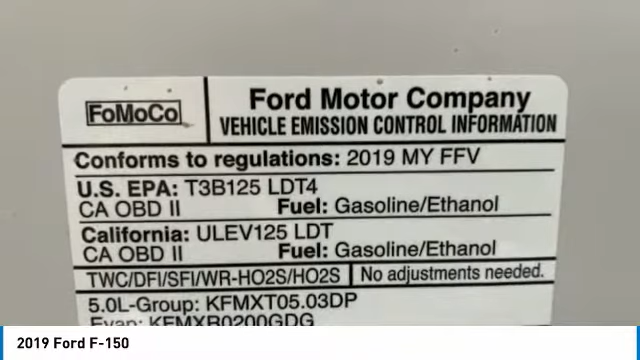 FoMoCo
Ford Motor Company
VEHICLE EMISSION CONTROL INFORMATION
Conforms to regulations: 2019 MY FFV
U.S. EPA: T3B125 LDT4
CA OBD II Fuel: Gasoline/Ethanol
California: ULEV125 LDT
CA OBD II Fuel: Gasoline/Ethanol
TWC/DFI/SFI/WR-HO2S/HO2S No adjustments needed.
5.0L-Group: KFMXT05.03DP
Evap: KFMXR0200GDG
2019 Ford F-150